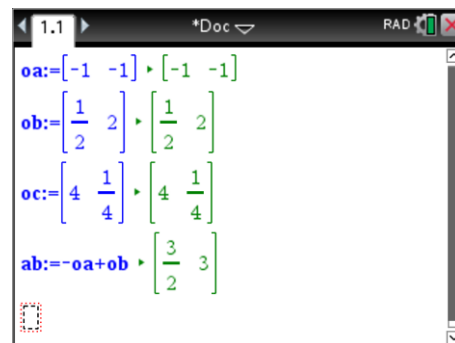 1.1 *Doc RAD
oa:=[-1 -1] ▸ [-1 -1]
ob:=[1/2 2] ▸ [1/2 2]
oc:=[4 1/4] ▸ [4 1/4]
ab:=-oa+ob ▸ [3/2 3]